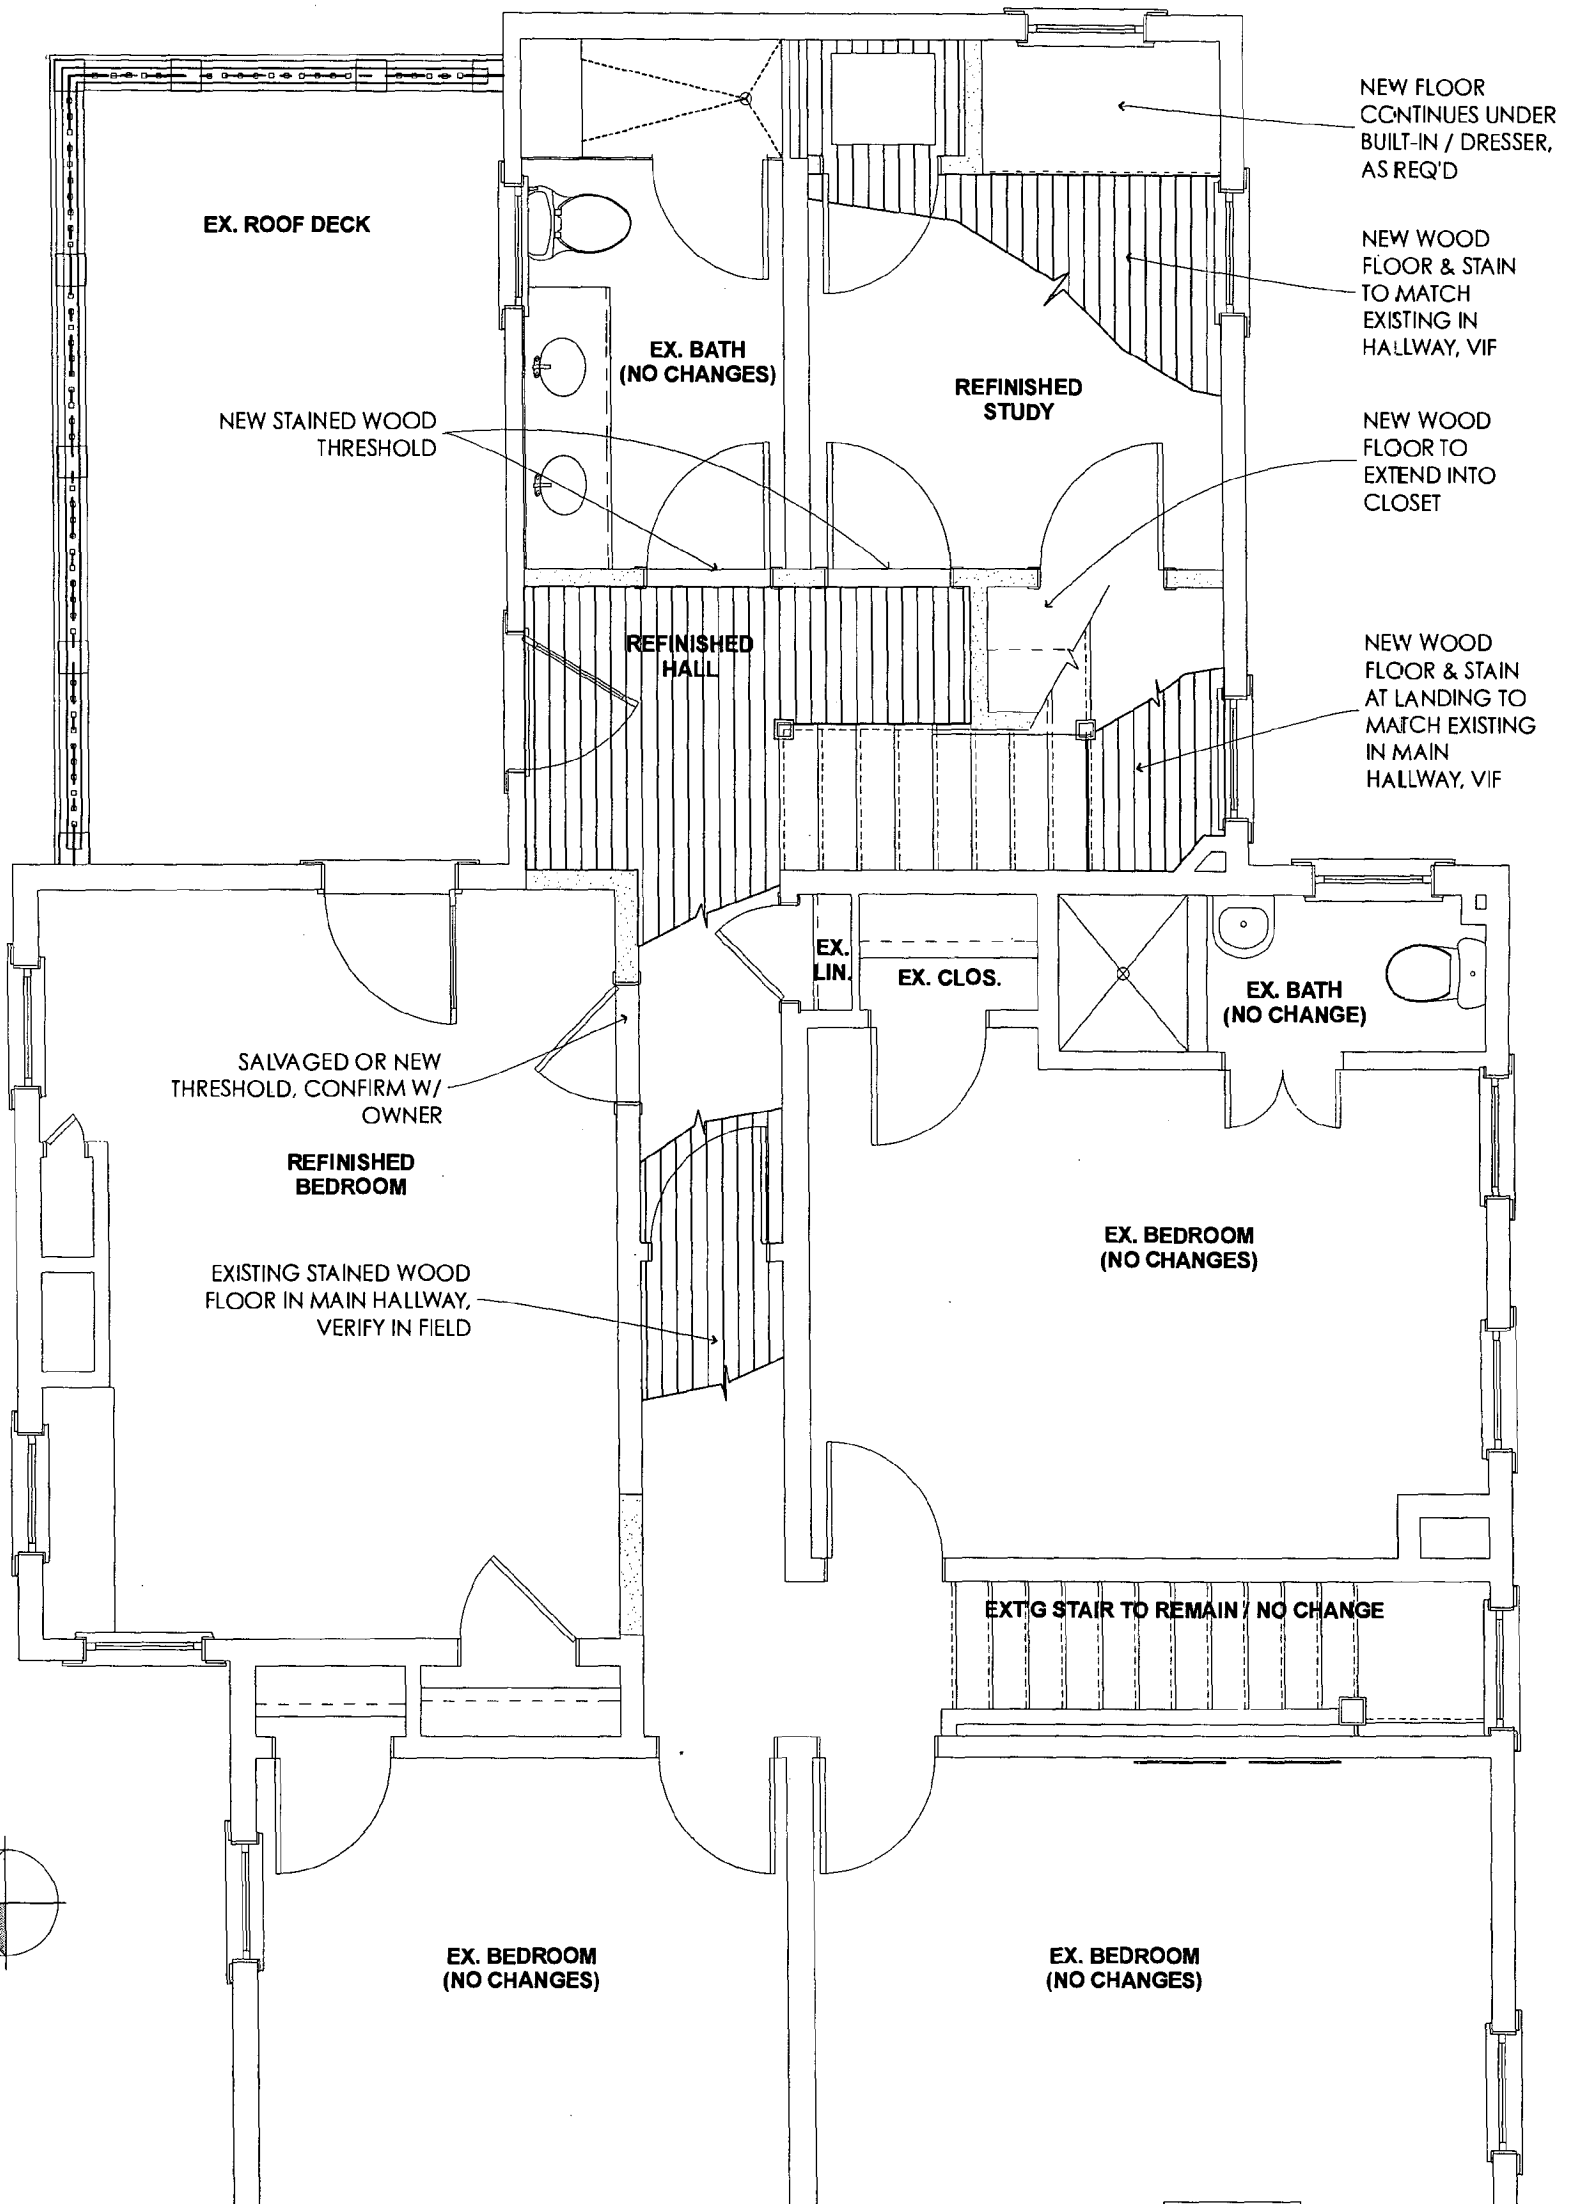 NEW FLOOR
CONTINUES UNDER
BUILT-IN / DRESSER,
AS REQ'D
EX. ROOF DECK
NEW WOOD
FLOOR & STAIN
TO MATCH
EXISTING IN
HALLWAY, VIF
EX. BATH
(NO CHANGES)
REFINISHED
STUDY
NEW STAINED WOOD
THRESHOLD
NEW WOOD
FLOOR TO
EXTEND INTO
CLOSET
REFINISHED
HALL
NEW WOOD
FLOOR & STAIN
AT LANDING TO
MATCH EXISTING
IN MAIN
HALLWAY, VIF
EX.
LIN.
EX. CLOS.
EX. BATH
(NO CHANGE)
SALVAGED OR NEW
THRESHOLD, CONFIRM W/
OWNER
REFINISHED
BEDROOM
EX. BEDROOM
(NO CHANGES)
EXISTING STAINED WOOD
FLOOR IN MAIN HALLWAY,
VERIFY IN FIELD
EXT'G STAIR TO REMAIN / NO CHANGE
EX. BEDROOM
(NO CHANGES)
EX. BEDROOM
(NO CHANGES)